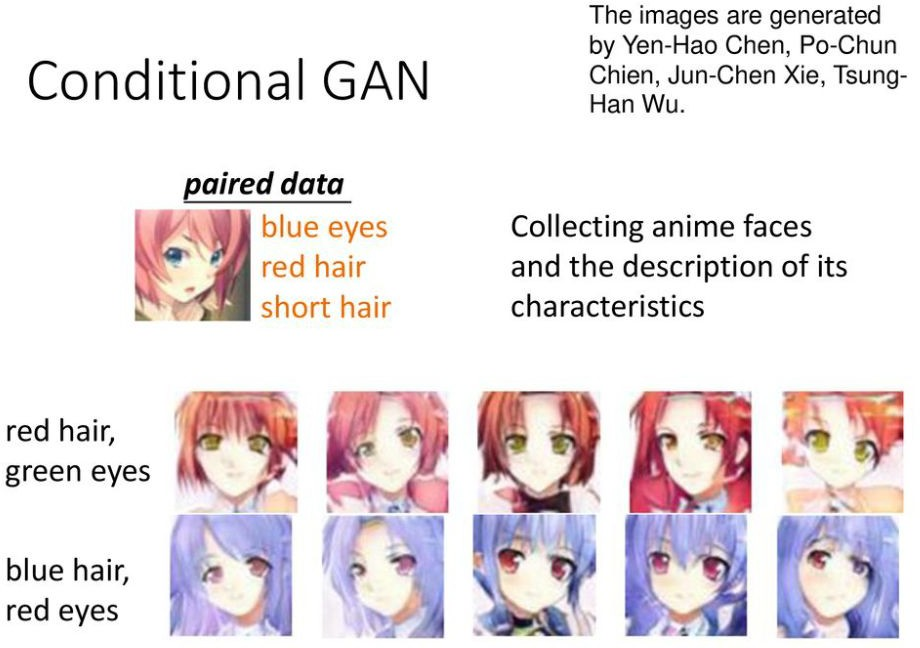 The images are generated
by Yen-Hao Chen, Po-Chun
Chien, Jun-Chen Xie, Tsung-
Han Wu.
Conditional GAN
paired data
blue eyes
red hair
short hair
Collecting anime faces
and the description of its
characteristics
red hair,
green eyes
blue hair,
red eyes